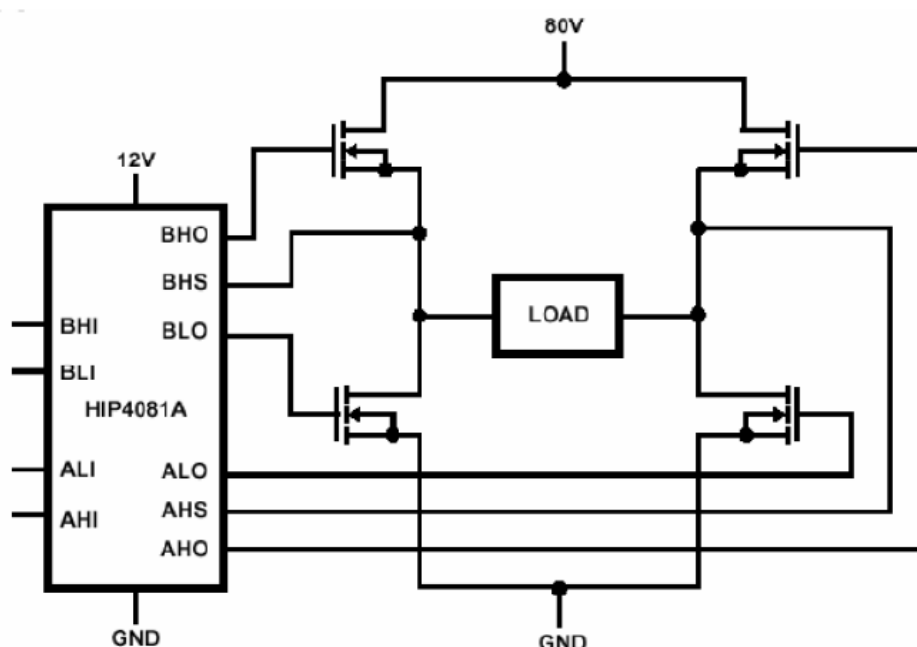 80V
12V
BHO
BHS
BLO
BHI
BLI
HIP4081A
ALI
AHI
ALO
AHS
AHO
LOAD
GND
GND